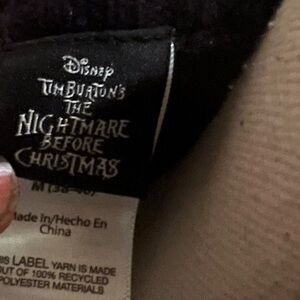 Disney
TIM BURTON'S
THE
NIGHTMARE
BEFORE
CHRISTMAS
M (38-40)
Made In/Hecho En
China
LABEL YARN IS MADE
OUT OF 100% RECYCLED
POLYESTER MATERIALS